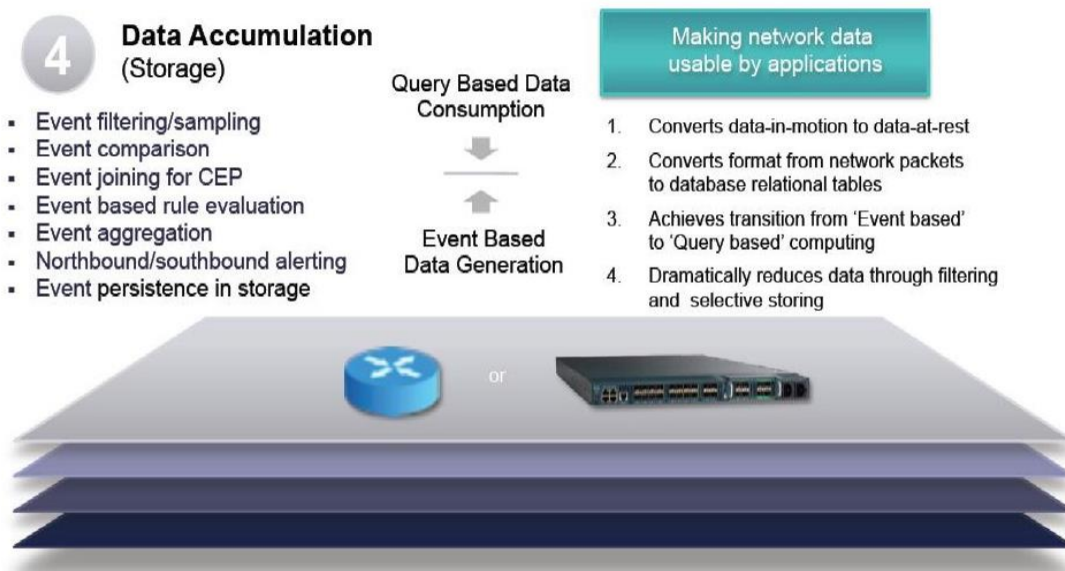 4
Data Accumulation
(Storage)
▪ Event filtering/sampling
▪ Event comparison
▪ Event joining for CEP
▪ Event based rule evaluation
▪ Event aggregation
▪ Northbound/southbound alerting
▪ Event persistence in storage
Query Based Data
Consumption
Event Based
Data Generation
Making network data
usable by applications
1. Converts data-in-motion to data-at-rest
2. Converts format from network packets
to database relational tables
3. Achieves transition from ‘Event based’
to ‘Query based’ computing
4. Dramatically reduces data through filtering
and selective storing
or